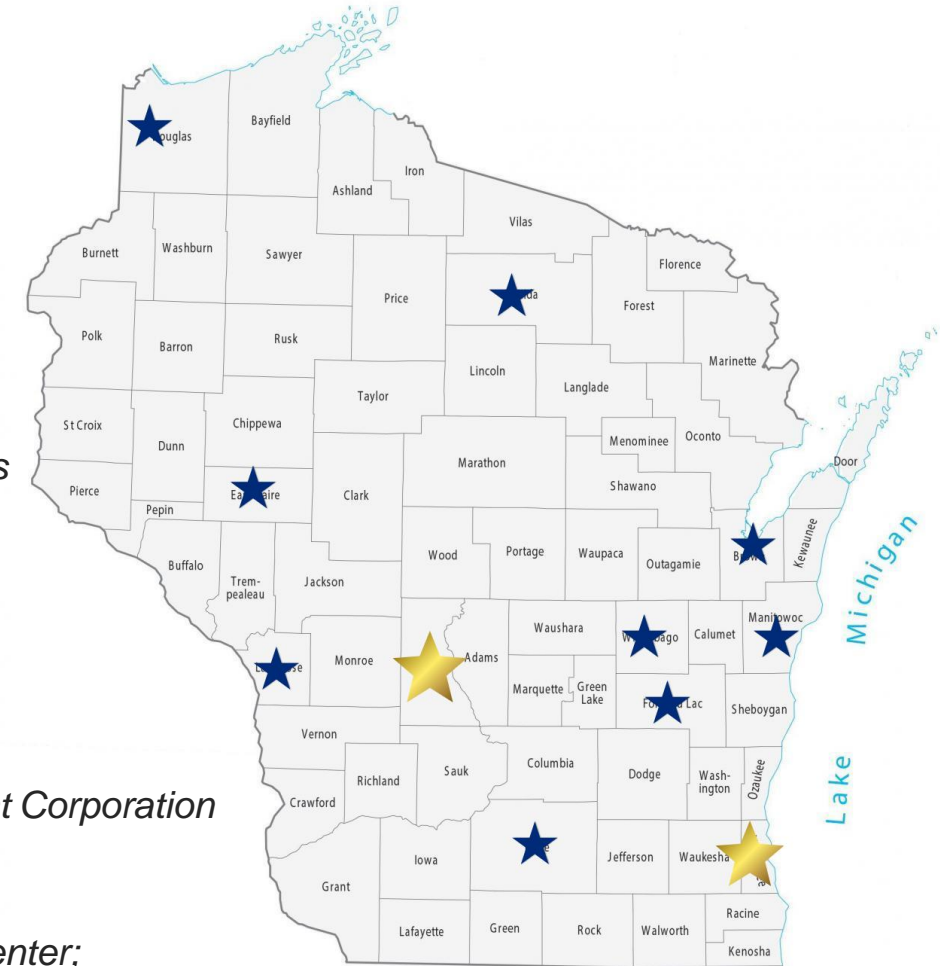 Bayfield
ouglas
Iron
Ashland
Vilas
Washburn
Burnett
Sawyer
Florence
Price
Forest
Polk
Rusk
Barron
Marinette
Lincoln
Langlade
Taylor
Chippewa
St Croix
Oconto
Menominee
Dunn
Door
s
Marathon
Shawano
Pierce
Clark
Pepin
Kewaunee
Wood
Portage
Waupaca
Outagamie
Buffalo
Trem-
pealeau
Jackson
Michigan
Manitowoc
Waushara
Calumet
Monroe
Adams
Marquette
Green
Lake
Lac
Sheboygan
Vernon
Columbia
Sauk
Dodge
Wash-
ington
Ozaukee
Richland
Lake
Crawford
t Corporation
Iowa
Jefferson
Waukesha
Grant
Racine
Lafayette
Green
Rock
Walworth
enter;
Kenosha